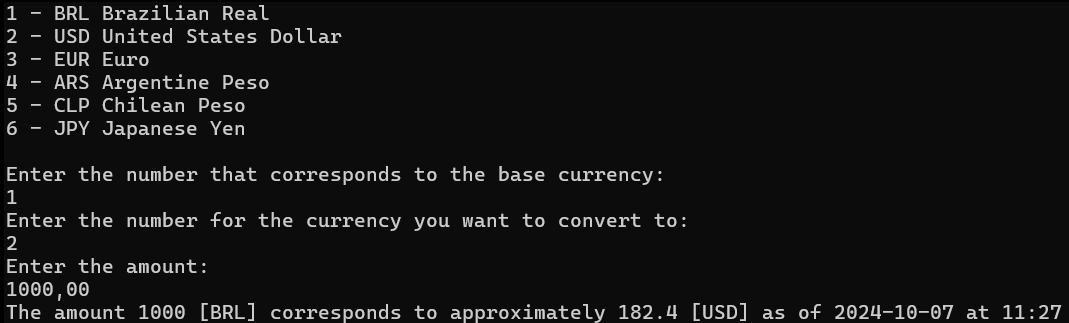 1 - BRL Brazilian Real
2 - USD United States Dollar
3 - EUR Euro
4 - ARS Argentine Peso
5 - CLP Chilean Peso
6 - JPY Japanese Yen
Enter the number that corresponds to the base currency:
1
Enter the number for the currency you want to convert to:
2
Enter the amount:
1000,00
The amount 1000 [BRL] corresponds to approximately 182.4 [USD] as of 2024-10-07 at 11:27